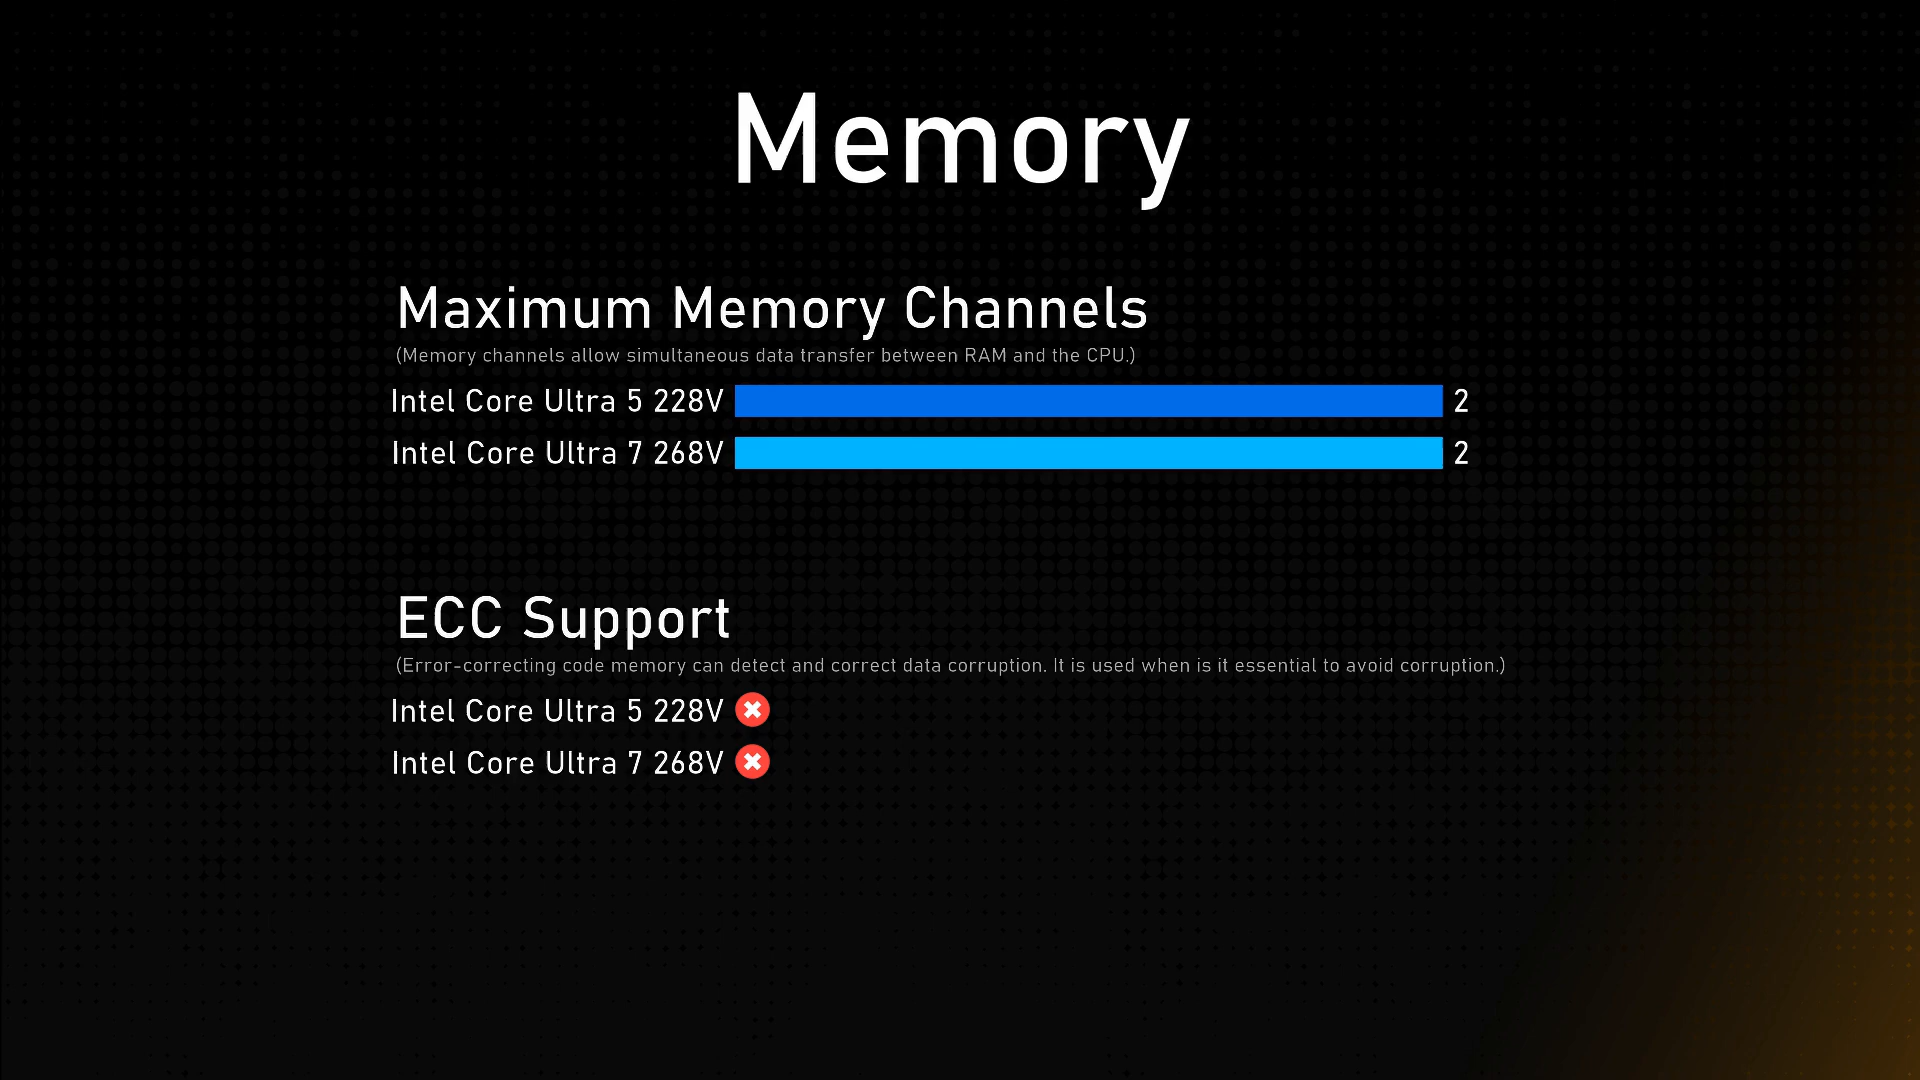 Memory
Maximum Memory Channels
(Memory channels allow simultaneous data transfer between RAM and the CPU.)
Intel Core Ultra 5 228V 2
Intel Core Ultra 7 268V 2
ECC Support
(Error-correcting code memory can detect and correct data corruption. It is used when is it essential to avoid corruption.)
Intel Core Ultra 5 228V
Intel Core Ultra 7 268V